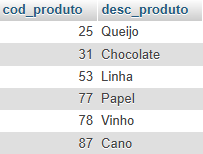 cod_produto desc_produto
25 Queijo
31 Chocolate
53 Linha
77 Papel
78 Vinho
87 Cano